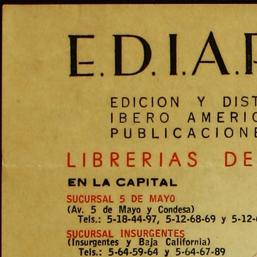 E.D.I.A.P
EDICION Y DIST
IBERO AMERIC
PUBLICACIONE
LIBRERIAS DE
EN LA CAPITAL
SUCURSAL 5 DE MAYO
(Av. 5 de Mayo y Condesa)
Tels.: 5-18-44-97, 5-12-68-69 y 5-12-
SUCURSAL INSURGENTES
(Insurgentes y Baja California)
Tels.: 5-64-59-64 y 5-64-67-89